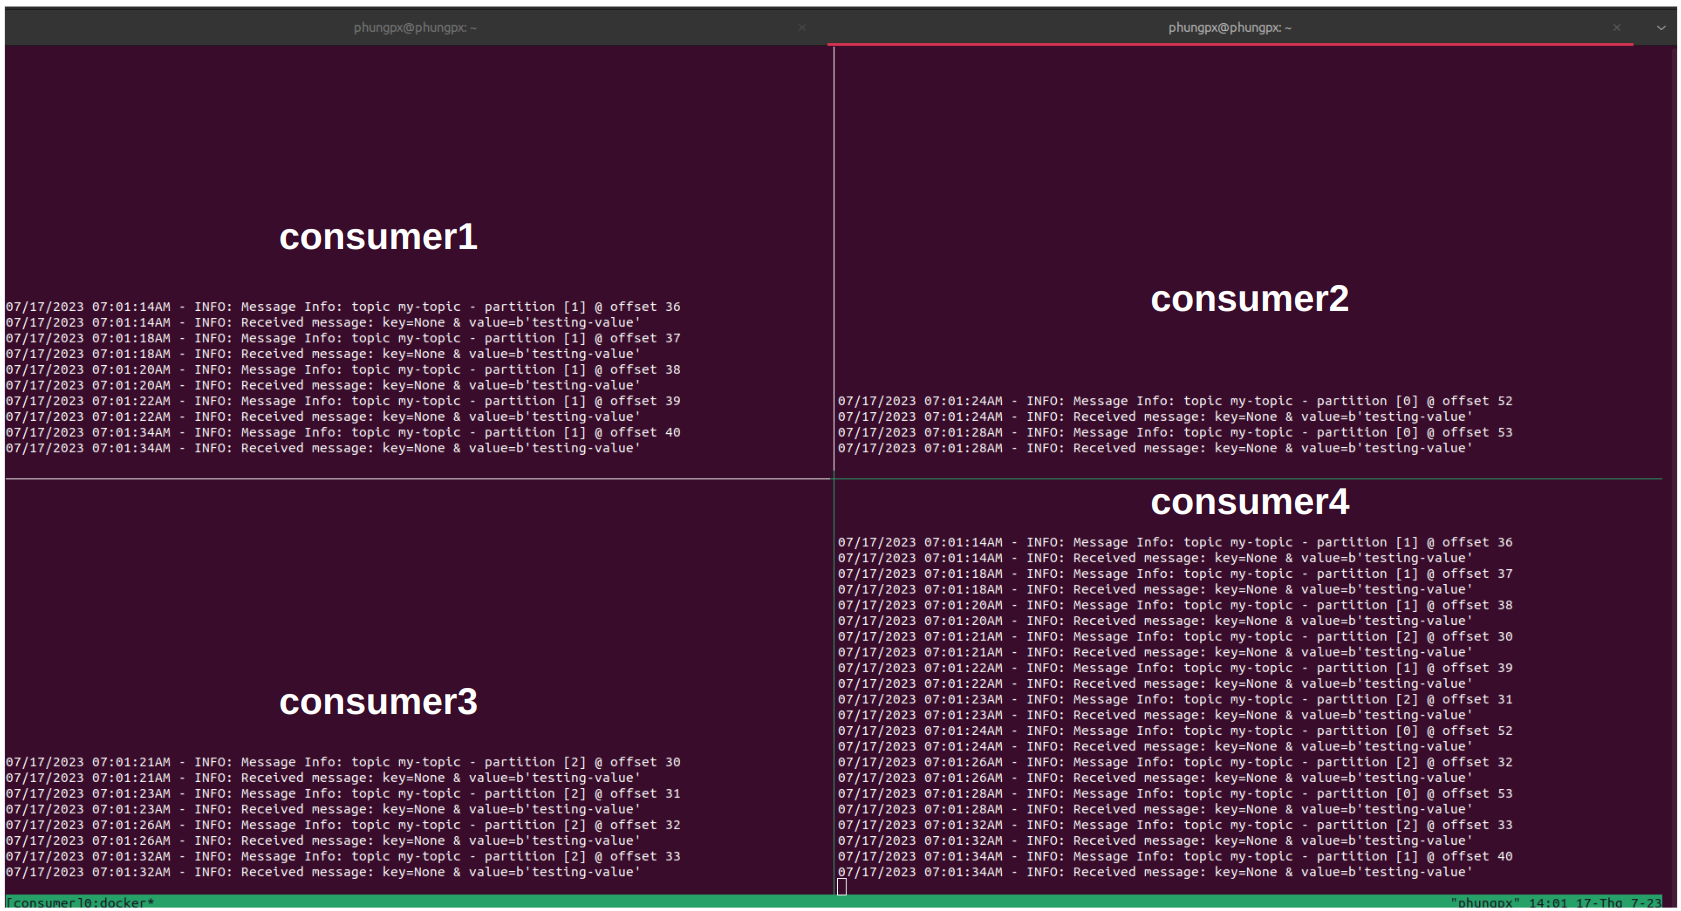 phungpx@phungpx: ~
phungpx@phungpx: ~
consumer1
07/17/2023 07:01:14AM - INFO: Message Info: topic my-topic - partition [1] @ offset 36
07/17/2023 07:01:14AM - INFO: Received message: key=None & value=b'testing-value'
07/17/2023 07:01:18AM - INFO: Message Info: topic my-topic - partition [1] @ offset 37
07/17/2023 07:01:18AM - INFO: Received message: key=None & value=b'testing-value'
07/17/2023 07:01:20AM - INFO: Message Info: topic my-topic - partition [1] @ offset 38
07/17/2023 07:01:20AM - INFO: Received message: key=None & value=b'testing-value'
07/17/2023 07:01:22AM - INFO: Message Info: topic my-topic - partition [1] @ offset 39
07/17/2023 07:01:22AM - INFO: Received message: key=None & value=b'testing-value'
07/17/2023 07:01:34AM - INFO: Message Info: topic my-topic - partition [1] @ offset 40
07/17/2023 07:01:34AM - INFO: Received message: key=None & value=b'testing-value'
consumer2
07/17/2023 07:01:24AM - INFO: Message Info: topic my-topic - partition [0] @ offset 52
07/17/2023 07:01:24AM - INFO: Received message: key=None & value=b'testing-value'
07/17/2023 07:01:28AM - INFO: Message Info: topic my-topic - partition [0] @ offset 53
07/17/2023 07:01:28AM - INFO: Received message: key=None & value=b'testing-value'
consumer3
07/17/2023 07:01:21AM - INFO: Message Info: topic my-topic - partition [2] @ offset 30
07/17/2023 07:01:21AM - INFO: Received message: key=None & value=b'testing-value'
07/17/2023 07:01:23AM - INFO: Message Info: topic my-topic - partition [2] @ offset 31
07/17/2023 07:01:23AM - INFO: Received message: key=None & value=b'testing-value'
07/17/2023 07:01:26AM - INFO: Message Info: topic my-topic - partition [2] @ offset 32
07/17/2023 07:01:26AM - INFO: Received message: key=None & value=b'testing-value'
07/17/2023 07:01:32AM - INFO: Message Info: topic my-topic - partition [2] @ offset 33
07/17/2023 07:01:32AM - INFO: Received message: key=None & value=b'testing-value'
consumer4
07/17/2023 07:01:14AM - INFO: Message Info: topic my-topic - partition [1] @ offset 36
07/17/2023 07:01:14AM - INFO: Received message: key=None & value=b'testing-value'
07/17/2023 07:01:18AM - INFO: Message Info: topic my-topic - partition [1] @ offset 37
07/17/2023 07:01:18AM - INFO: Received message: key=None & value=b'testing-value'
07/17/2023 07:01:20AM - INFO: Message Info: topic my-topic - partition [1] @ offset 38
07/17/2023 07:01:20AM - INFO: Received message: key=None & value=b'testing-value'
07/17/2023 07:01:21AM - INFO: Message Info: topic my-topic - partition [2] @ offset 30
07/17/2023 07:01:21AM - INFO: Received message: key=None & value=b'testing-value'
07/17/2023 07:01:22AM - INFO: Message Info: topic my-topic - partition [1] @ offset 39
07/17/2023 07:01:22AM - INFO: Received message: key=None & value=b'testing-value'
07/17/2023 07:01:23AM - INFO: Message Info: topic my-topic - partition [2] @ offset 31
07/17/2023 07:01:23AM - INFO: Received message: key=None & value=b'testing-value'
07/17/2023 07:01:24AM - INFO: Message Info: topic my-topic - partition [0] @ offset 52
07/17/2023 07:01:24AM - INFO: Received message: key=None & value=b'testing-value'
07/17/2023 07:01:26AM - INFO: Message Info: topic my-topic - partition [2] @ offset 32
07/17/2023 07:01:26AM - INFO: Received message: key=None & value=b'testing-value'
07/17/2023 07:01:28AM - INFO: Message Info: topic my-topic - partition [0] @ offset 53
07/17/2023 07:01:28AM - INFO: Received message: key=None & value=b'testing-value'
07/17/2023 07:01:32AM - INFO: Message Info: topic my-topic - partition [2] @ offset 33
07/17/2023 07:01:32AM - INFO: Received message: key=None & value=b'testing-value'
07/17/2023 07:01:34AM - INFO: Message Info: topic my-topic - partition [1] @ offset 40
07/17/2023 07:01:34AM - INFO: Received message: key=None & value=b'testing-value'
[consumer]0:docker*
"phungpx" 14:01 17-Thg 7-23